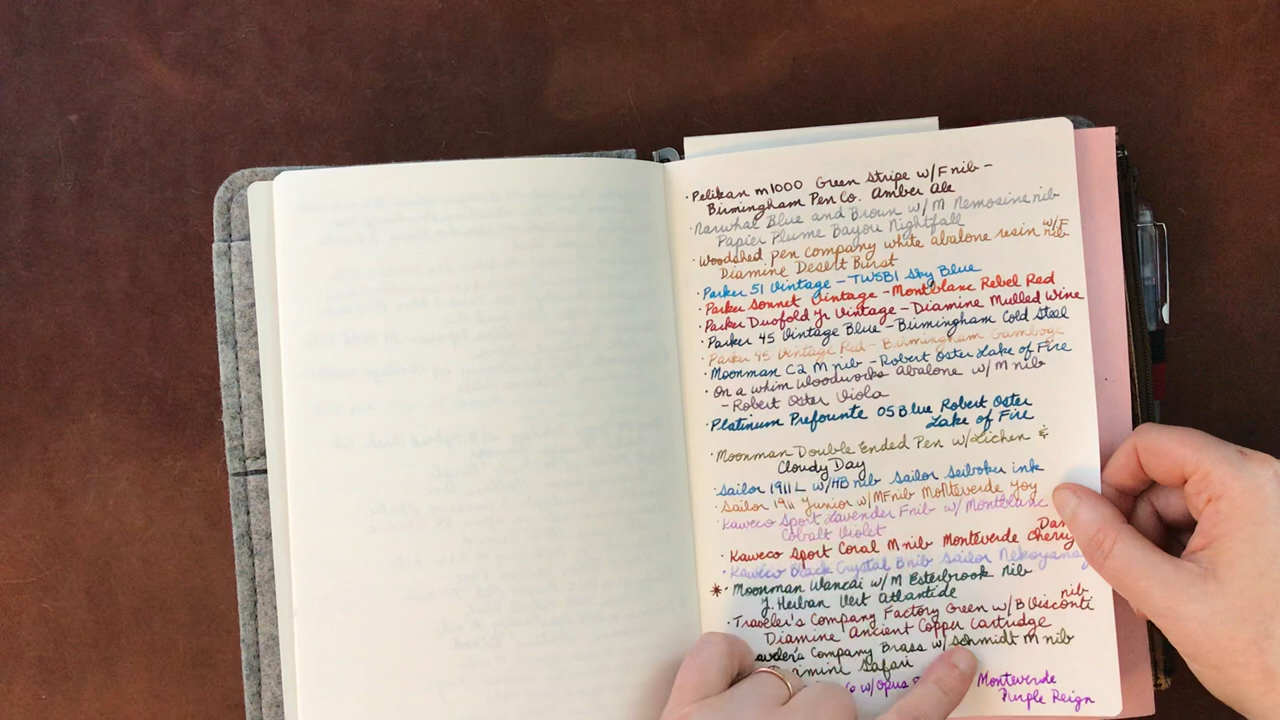 ·Pelikan m1000 Green Stripe w/F nib -
Birmingham Pen Co. Amber Ale
·Narwhal Blue and Brown w/ M Nemosine nib
Papier Plume Bayou Nightfall
·Woodshed pen company white abalone resin w/F nib
Diamine Desert Burst
·Parker 51 Vintage - TWSBI Sky Blue
·Parker Sonnet Vintage - Montblanc Rebel Red
·Parker Duofold Jr Vintage - Diamine Mulled Wine
·Parker 45 Vintage Blue - Birmingham Cold Steel
·Parker 45 Vintage Red - Birmingham Gamboge
·Moonman C2 M nib - Robert Oster Lake of Fire
·On a whim Woodworks Abalone w/ M nib
- Robert Oster Viola
·Platinum Prefounte 05 Blue Robert Oster
Lake of Fire
·Moonman Double Ended Pen w/Lichen &
Cloudy Day
·Sailor 1911L w/HB nib Sailor Seiboku ink
·Sailor 1911 Junior w/MF nib Monteverde Joy
·Kaweco Sport Lavender F nib w/ Montblanc
Cobalt Violet
·Kaweco Sport Coral M nib Monteverde Cherry
·Kaweco Black Crystal B nib Sailor
* ·Moonman Wancai w/ M Esterbrook nib
J. Herban Vert Atlantide
·Traveler's Company Factory Green w/ B Visconti nib
Diamine Ancient Copper Cartridge
Company Brass w/ Schmidt M nib
Safari
w/opus Monteverde
Purple Reign